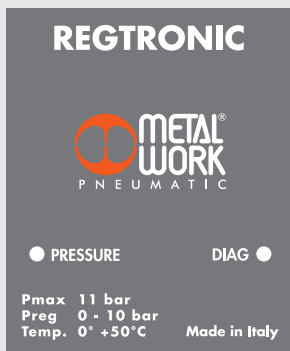 REGTRONIC
METAL®
WORK
PNEUMATIC
PRESSURE DIAG
Pmax 11 bar
Preg 0 - 10 bar
Temp. 0° +50°C Made in Italy